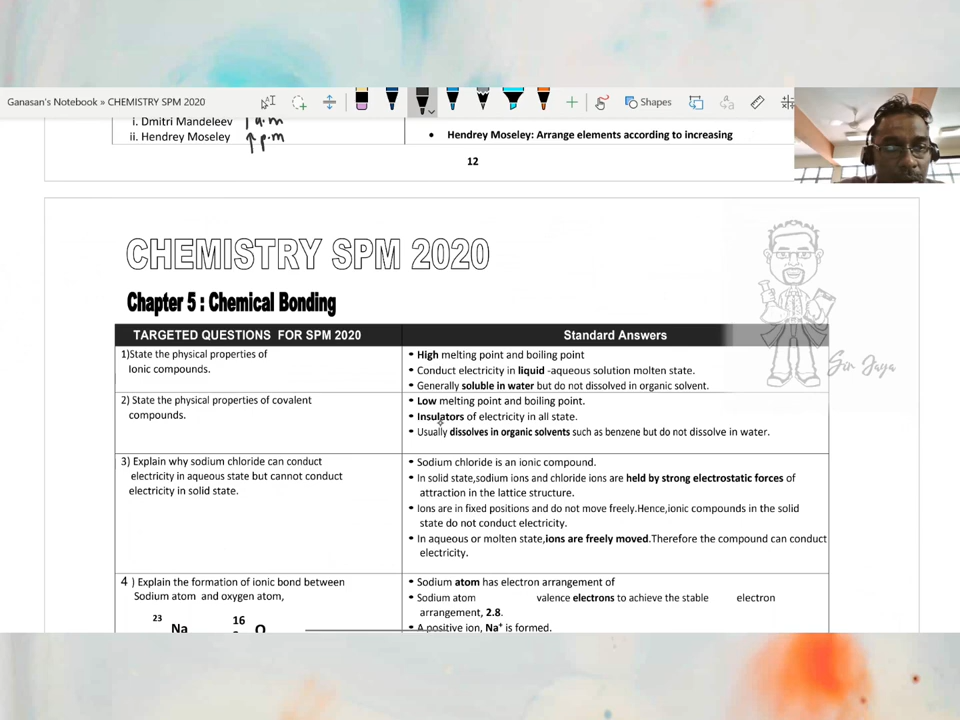 Ganasan's Notebook » CHEMISTRY SPM 2020
Shapes
i. Dmitri Mandeleev ↑ a.m
ii. Hendrey Moseley ↑ p.m
• Hendrey Moseley: Arrange elements according to increasing
12
CHEMISTRY SPM 2020
Chapter 5 : Chemical Bonding
TARGETED QUESTIONS FOR SPM 2020
Standard Answers
1)State the physical properties of
Ionic compounds.
• High melting point and boiling point
• Conduct electricity in liquid -aqueous solution molten state.
• Generally soluble in water but do not dissolved in organic solvent.
2) State the physical properties of covalent
compounds.
• Low melting point and boiling point.
• Insulators of electricity in all state.
• Usually dissolves in organic solvents such as benzene but do not dissolve in water.
3) Explain why sodium chloride can conduct
electricity in aqueous state but cannot conduct
electricity in solid state.
• Sodium chloride is an ionic compound.
• In solid state,sodium ions and chloride ions are held by strong electrostatic forces of
attraction in the lattice structure.
• Ions are in fixed positions and do not move freely.Hence,ionic compounds in the solid
state do not conduct electricity.
• In aqueous or molten state,ions are freely moved.Therefore the compound can conduct
electricity.
4 ) Explain the formation of ionic bond between
Sodium atom and oxygen atom,
23 Na 16 O
• Sodium atom has electron arrangement of
• Sodium atom valence electrons to achieve the stable electron
arrangement, 2.8.
• A positive ion, Na⁺ is formed.
Sir Jaya